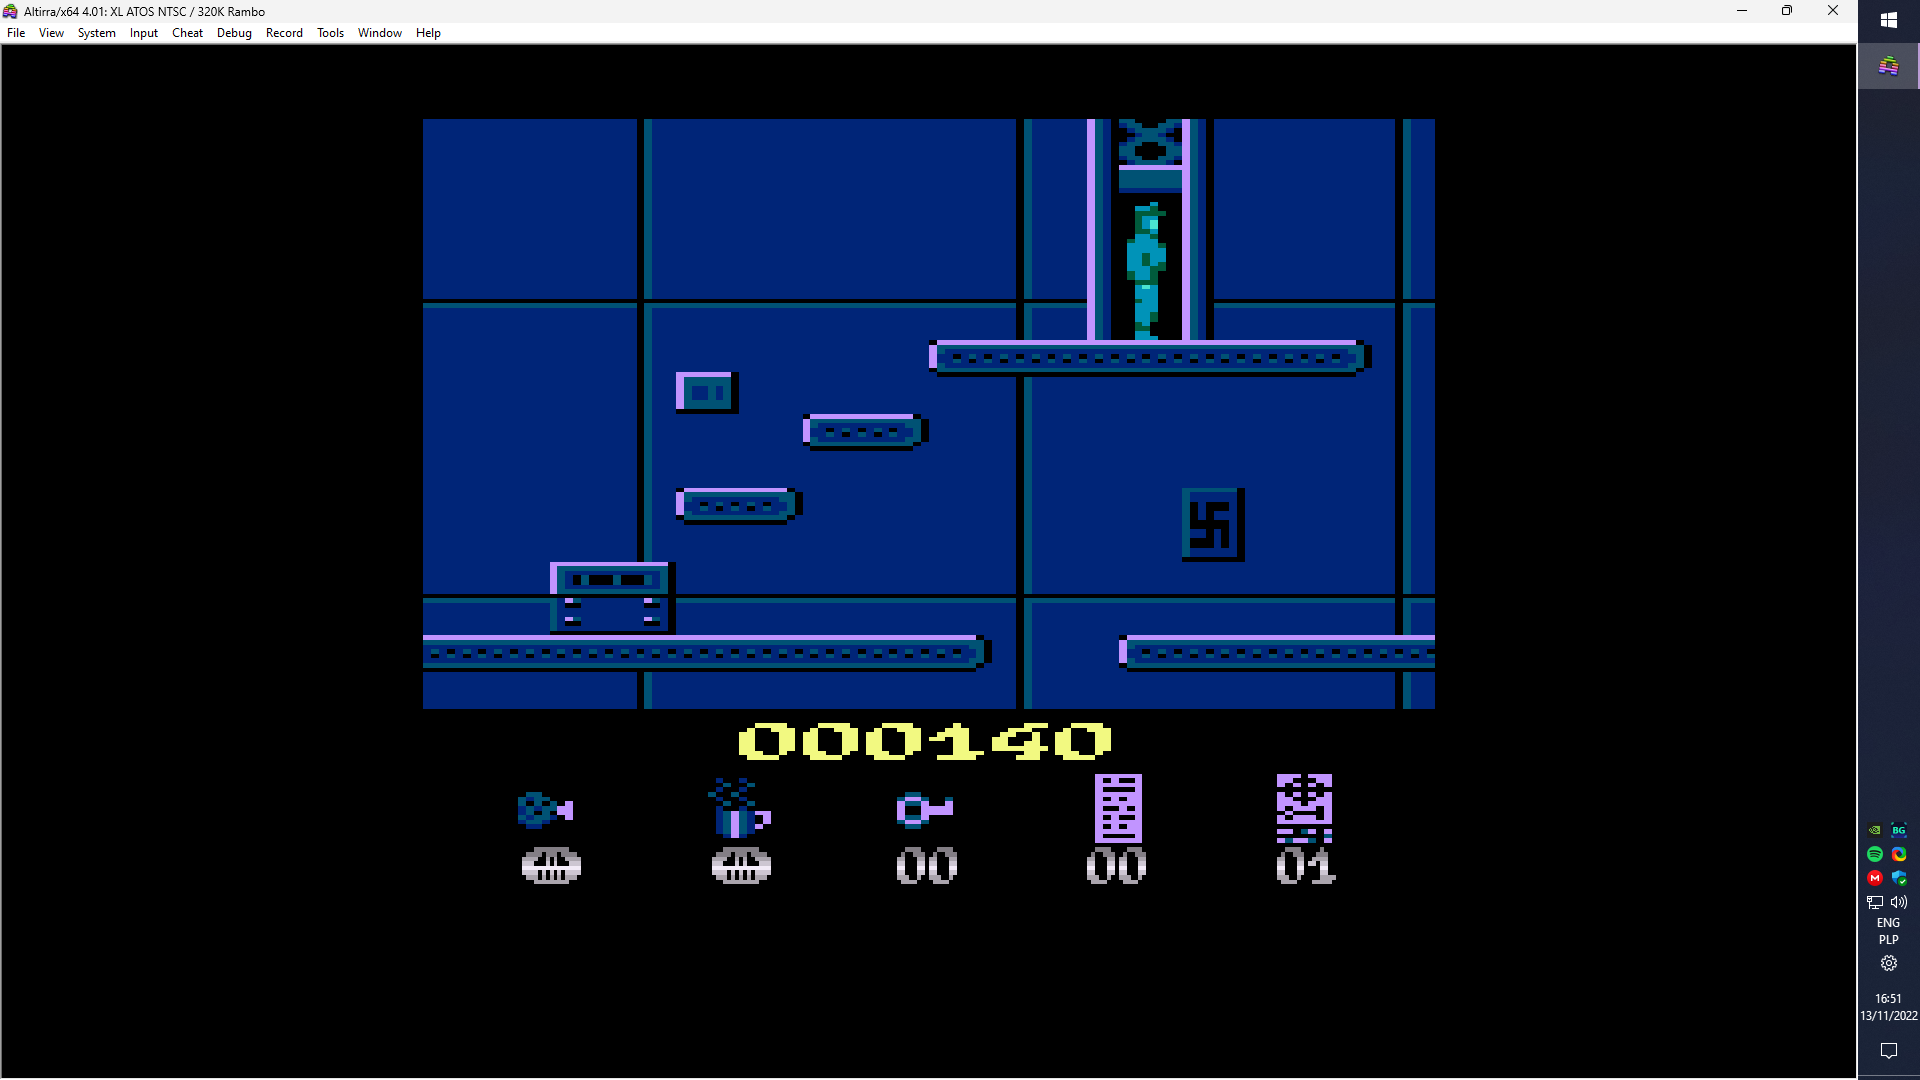 Altirra/x64 4.01: XL ATOS NTSC / 320K Rambo
File View System Input Cheat Debug Record Tools Window Help
000140
00 00 01
BG
M
ENG
PLP
16:51
13/11/2022